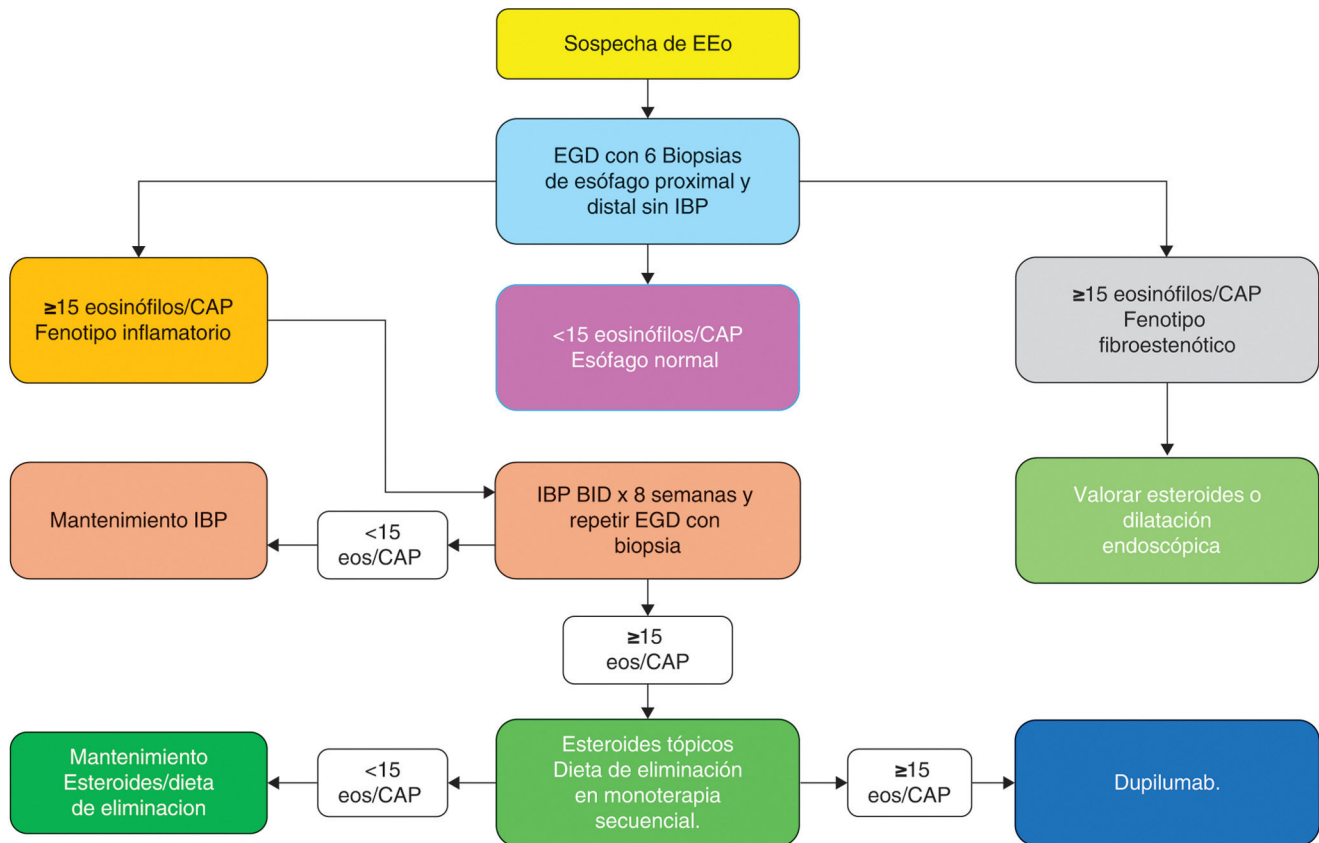 Sospecha de EEo
EGD con 6 Biopsias
de esófago proximal y
distal sin IBP
≥15 eosinófilos/CAP
Fenotipo inflamatorio
<15 eosinófilos/CAP
Esófago normal
≥15 eosinófilos/CAP
Fenotipo
fibroestenótico
Mantenimiento IBP
<15
eos/CAP
IBP BID x 8 semanas y
repetir EGD con
biopsia
Valorar esteroides o
dilatación
endoscópica
≥15
eos/CAP
Mantenimiento
Esteroides/dieta
de eliminacion
<15
eos/CAP
Esteroides tópicos
Dieta de eliminación
en monoterapia
secuencial.
≥15
eos/CAP
Dupilumab.